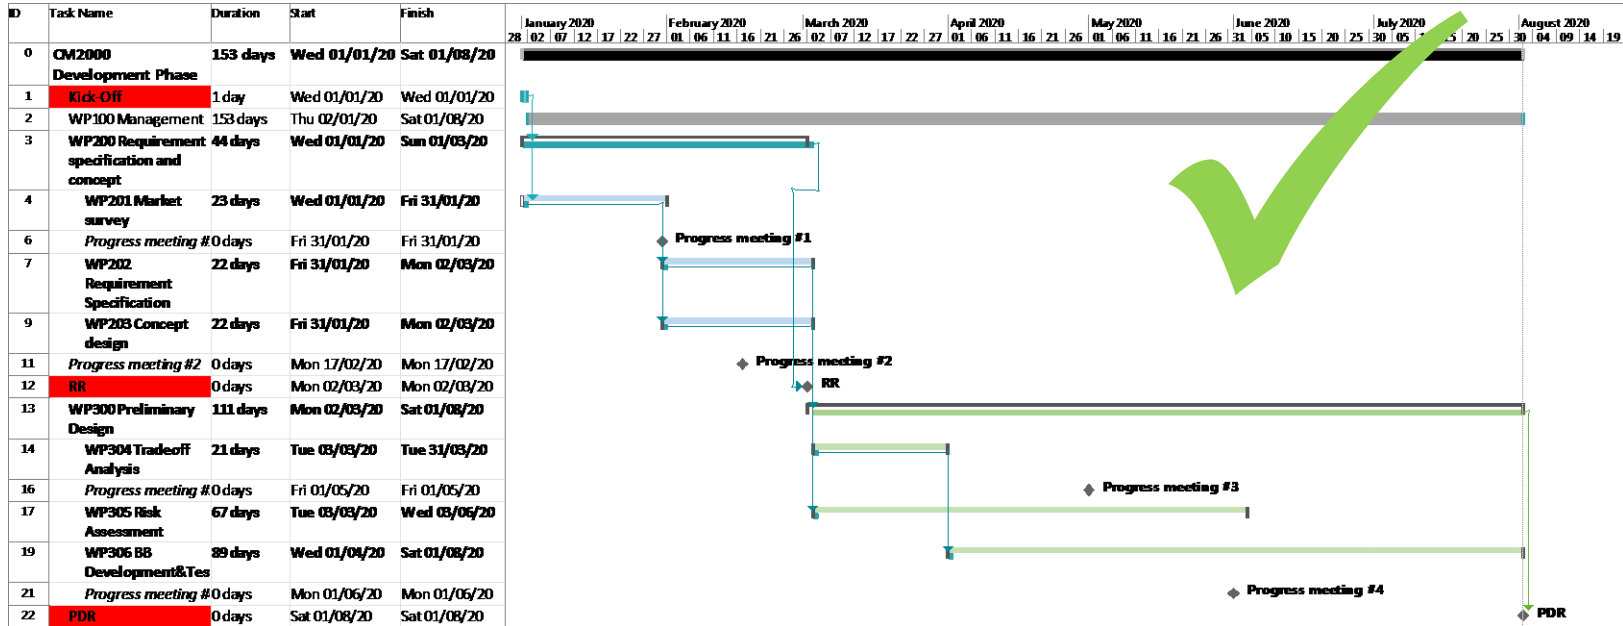 ID Task Name Duration Start Finish
January 2020 February 2020 March 2020 April 2020 May 2020 June 2020 July 2020 August 2020
28 02 07 12 17 22 27 01 06 11 16 21 26 02 07 12 17 22 27 01 06 11 16 21 26 01 06 11 16 21 26 31 05 10 15 20 25 30 05 10 15 20 25 30 04 09 14 19
0 CM2000 153 days Wed 01/01/20 Sat 01/08/20
Development Phase
1 Kick-Off 1 day Wed 01/01/20 Wed 01/01/20
2 WP100 Management 153 days Thu 02/01/20 Sat 01/08/20
3 WP200 Requirement 44 days Wed 01/01/20 Sun 01/03/20
specification and
concept
4 WP201 Market 23 days Wed 01/01/20 Fri 31/01/20
survey
6 Progress meeting # 0 days Fri 31/01/20 Fri 31/01/20 Progress meeting #1
7 WP202 22 days Fri 31/01/20 Mon 02/03/20
Requirement
Specification
9 WP203 Concept 22 days Fri 31/01/20 Mon 02/03/20
design
11 Progress meeting #2 0 days Mon 17/02/20 Mon 17/02/20 Progress meeting #2
12 RR 0 days Mon 02/03/20 Mon 02/03/20 RR
13 WP300 Preliminary 111 days Mon 02/03/20 Sat 01/08/20
Design
14 WP304 Tradeoff 21 days Tue 03/03/20 Tue 31/03/20
Analysis
16 Progress meeting # 0 days Fri 01/05/20 Fri 01/05/20 Progress meeting #3
17 WP305 Risk 67 days Tue 03/03/20 Wed 03/06/20
Assessment
19 WP306 BB 89 days Wed 01/04/20 Sat 01/08/20
Development&Tes
21 Progress meeting # 0 days Mon 01/06/20 Mon 01/06/20 Progress meeting #4
22 PDR 0 days Sat 01/08/20 Sat 01/08/20 PDR